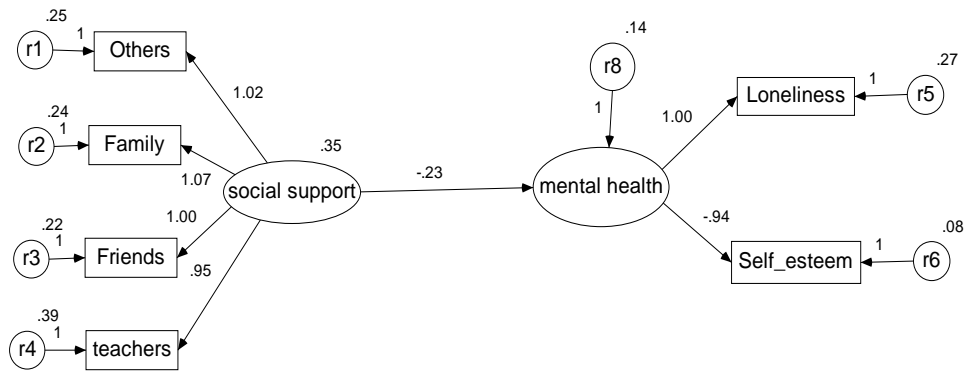 .25
r1
1
Others
1.02
.24
r2
1
Family
1.07
.35
social support
.22
r3
1
Friends
1.00
.39
r4
1
teachers
.95
-.23
.14
r8
1
mental health
1.00
Loneliness
1
.27
r5
-.94
Self_esteem
1
.08
r6